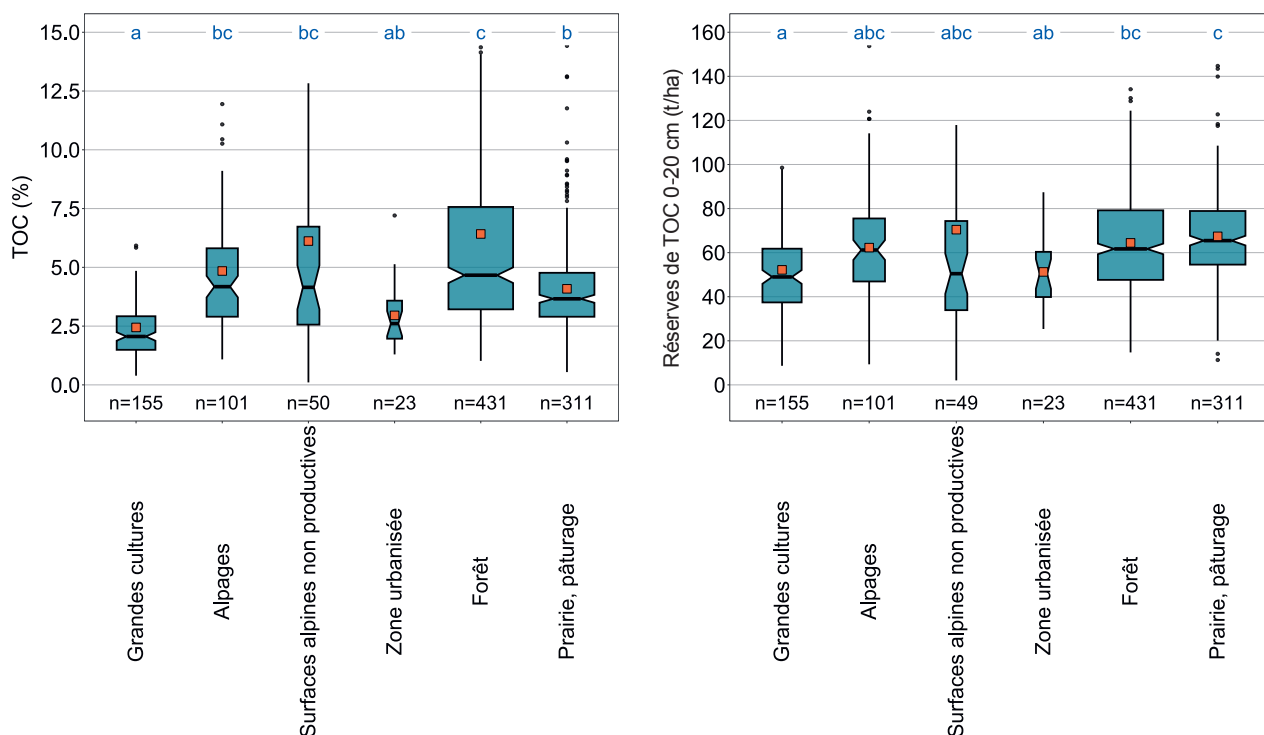 TOC (%)
15.0
12.5
10.0
7.5
5.0
2.5
0.0
a bc bc ab c b
n=155 n=101 n=50 n=23 n=431 n=311
Grandes cultures
Alpages
Surfaces alpines non productives
Zone urbanisée
Forêt
Prairie, pâturage
Réserves de TOC 0-20 cm (t/ha)
160
140
120
100
80
60
40
20
0
a abc abc ab bc c
n=155 n=101 n=49 n=23 n=431 n=311
Grandes cultures
Alpages
Surfaces alpines non productives
Zone urbanisée
Forêt
Prairie, pâturage